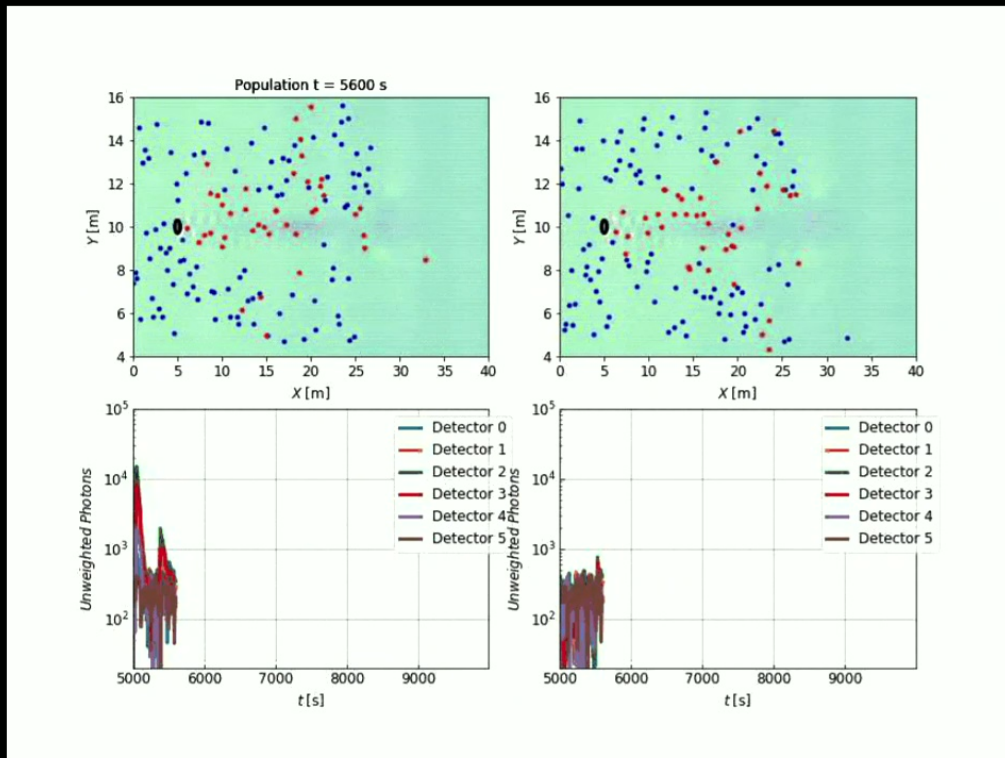 Population t = 5600 s
16
14
12
10
8
6
4
Y [m]
0 5 10 15 20 25 30 35 40
X [m]
16
14
12
10
8
6
4
Y [m]
0 5 10 15 20 25 30 35 40
X [m]
10^5
10^4
10^3
10^2
Unweighted Photons
Detector 0
Detector 1
Detector 2
Detector 3
Detector 4
Detector 5
5000 6000 7000 8000 9000
t [s]
10^5
10^4
10^3
10^2
Unweighted Photons
Detector 0
Detector 1
Detector 2
Detector 3
Detector 4
Detector 5
5000 6000 7000 8000 9000
t [s]